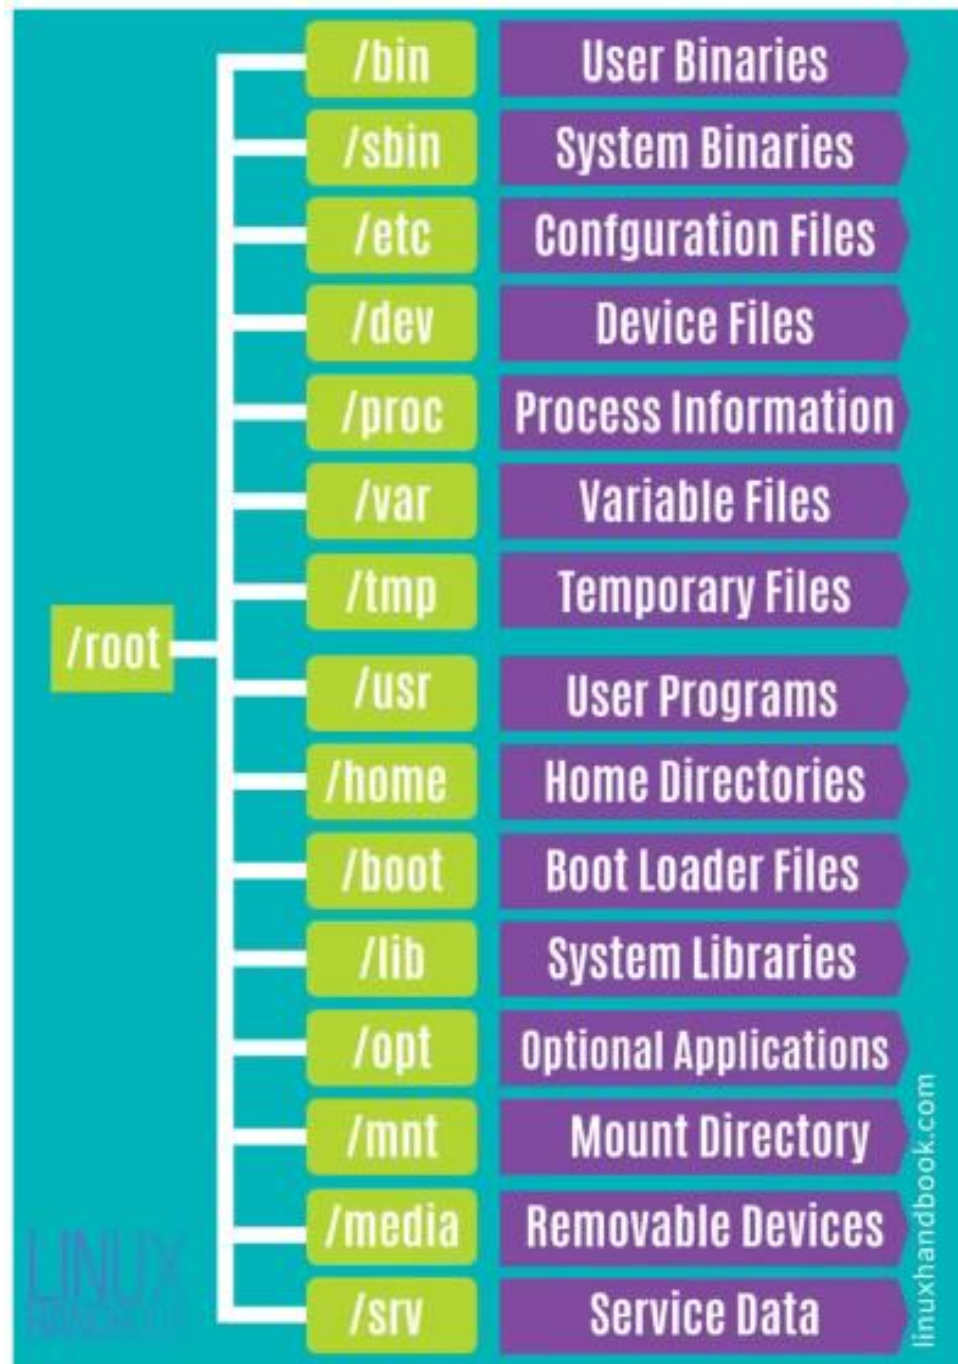 /bin User Binaries
/sbin System Binaries
/etc Confguration Files
/dev Device Files
/proc Process Information
/var Variable Files
/tmp Temporary Files
/root
/usr User Programs
/home Home Directories
/boot Boot Loader Files
/lib System Libraries
/opt Optional Applications
/mnt Mount Directory
/media Removable Devices
/srv Service Data
linuxhandbook.com
LINUX
HANDBOOK